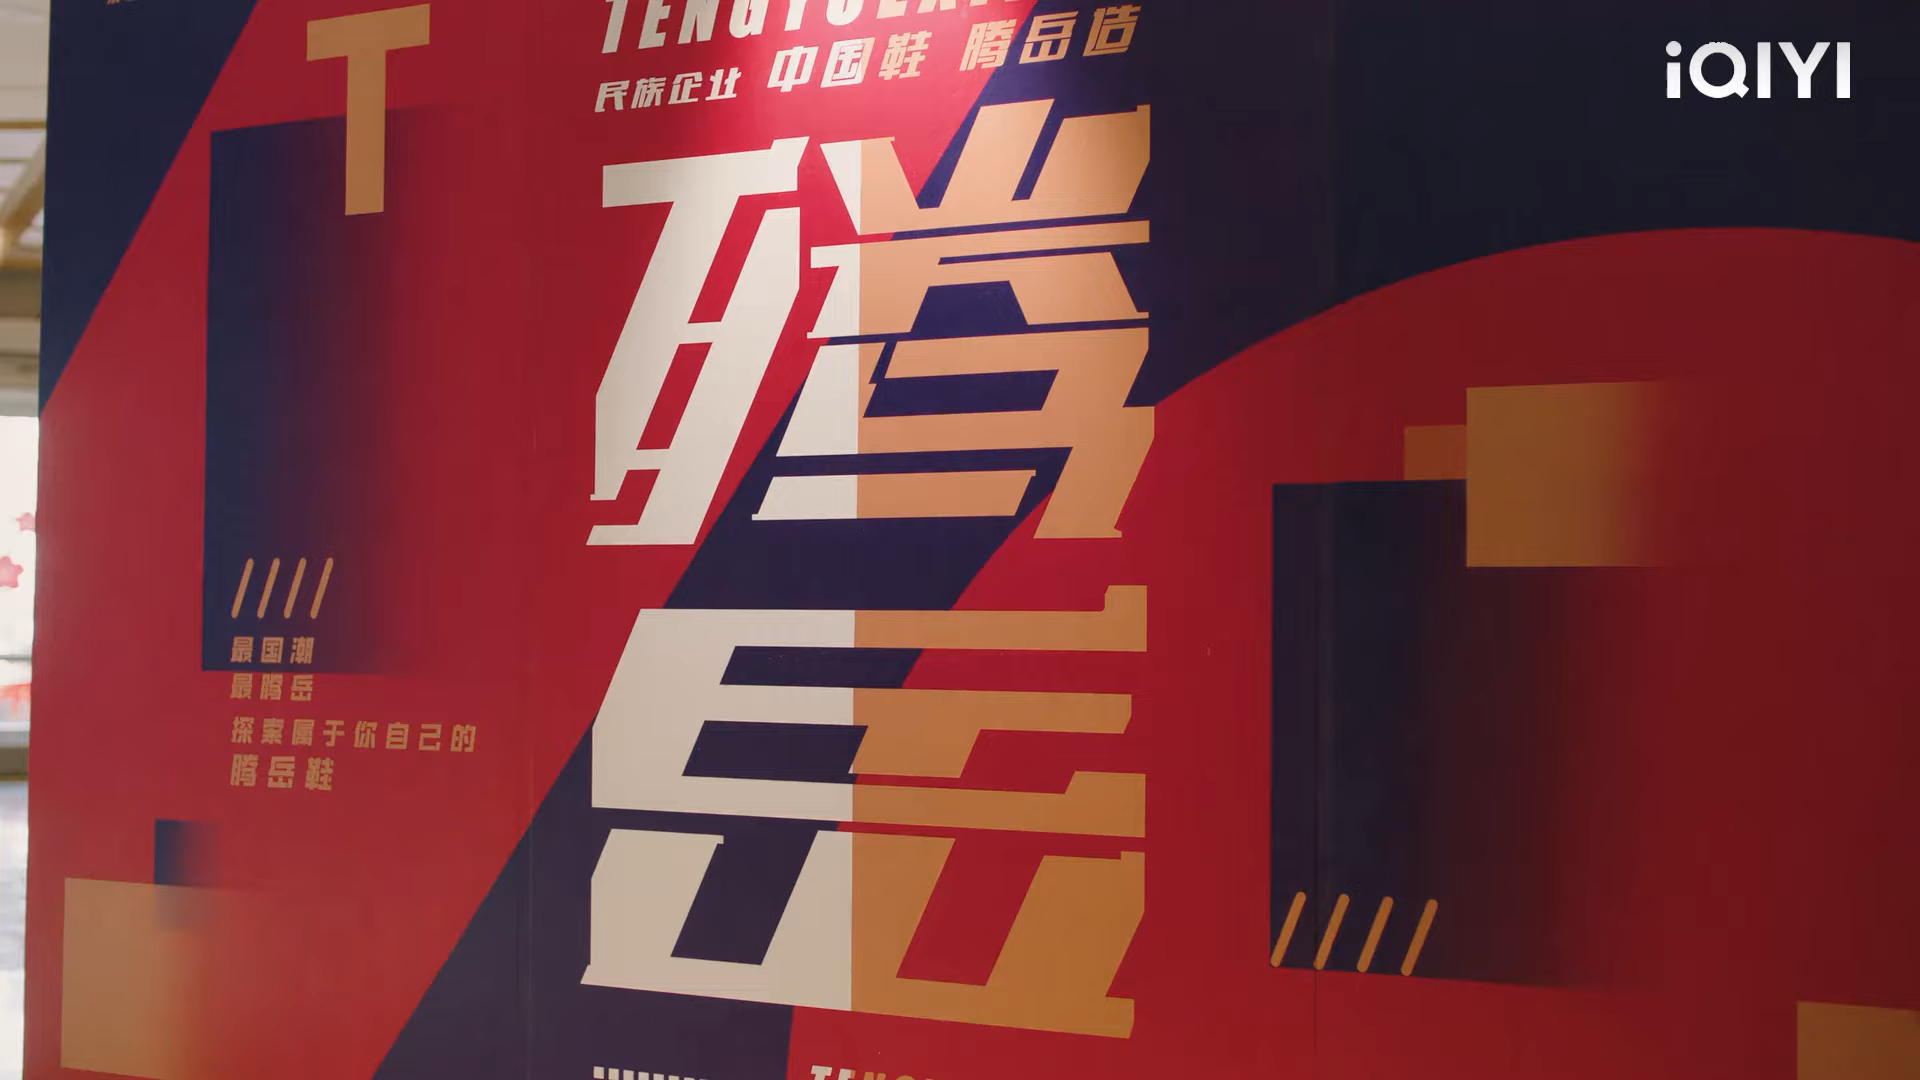 T
iQIYI
民族企业 中国鞋 腾岳造
腾岳
最国潮
最腾岳
探索属于你自己的
腾岳鞋